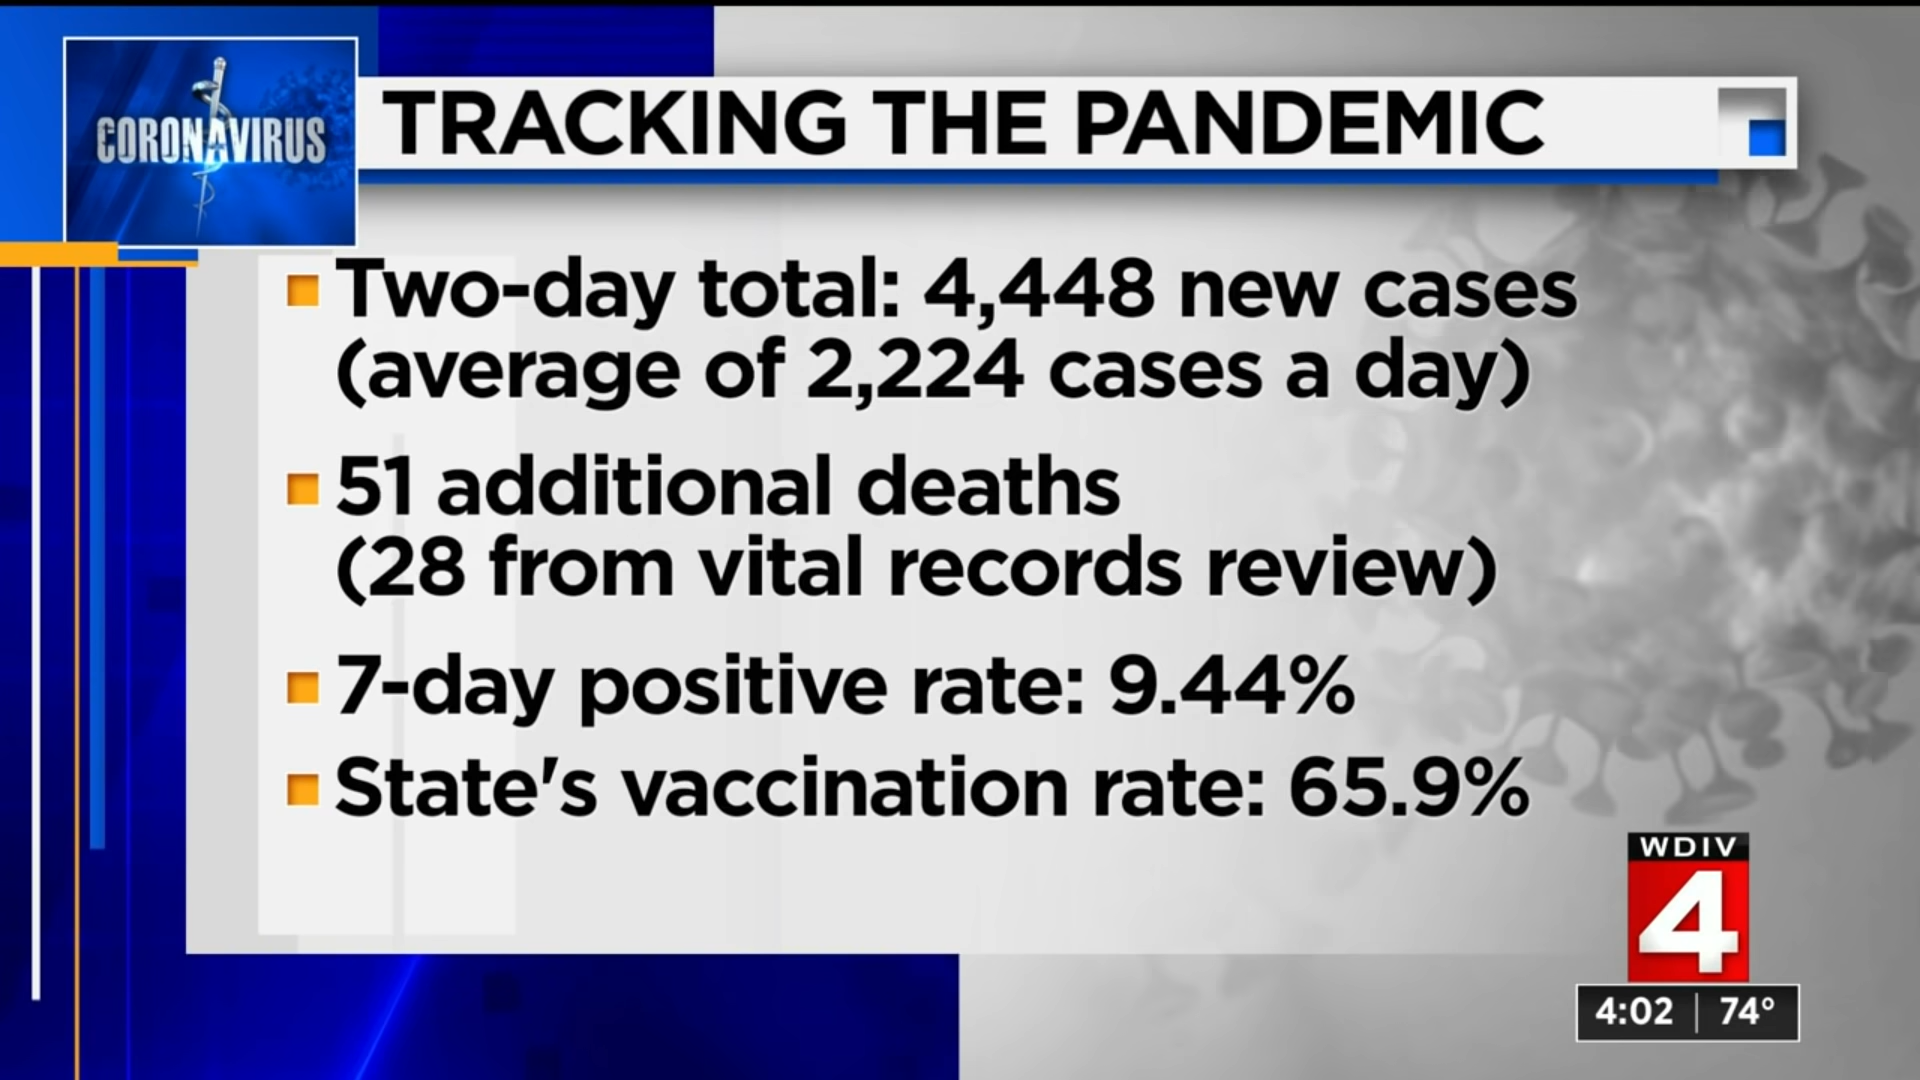 CORONAVIRUS
TRACKING THE PANDEMIC
Two-day total: 4,448 new cases
(average of 2,224 cases a day)
51 additional deaths
(28 from vital records review)
7-day positive rate: 9.44%
State's vaccination rate: 65.9%
WDIV
4
4:02 74°